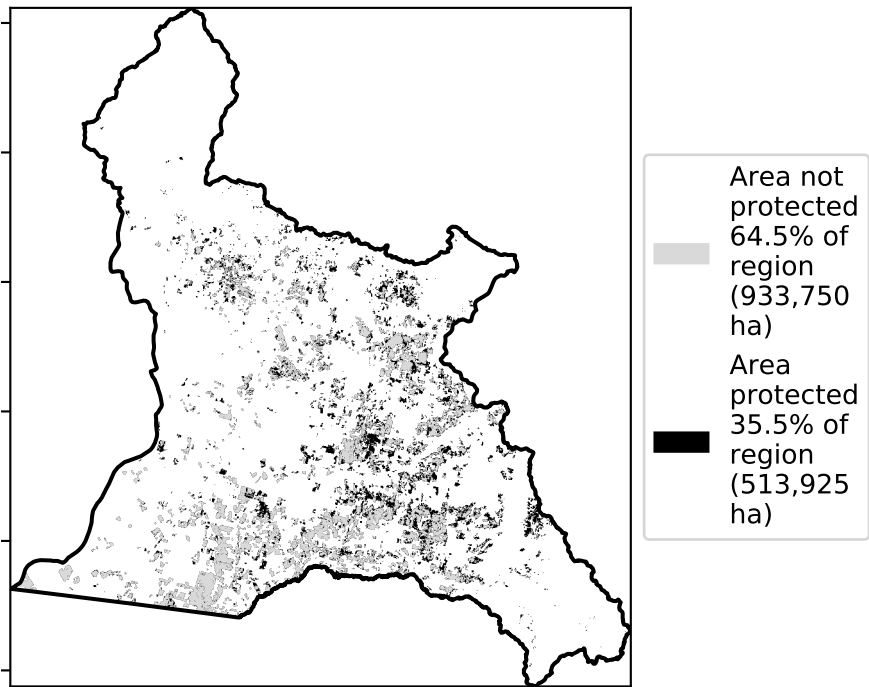 Area not
protected
64.5% of
region
(933,750
ha)
Area
protected
35.5% of
region
(513,925
ha)